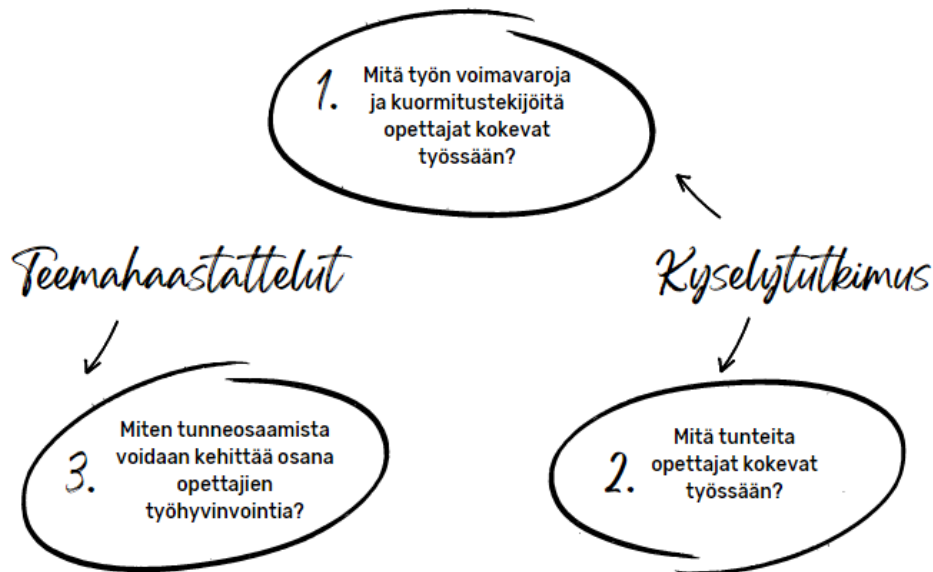 1.
Mitä työn voimavaroja
ja kuormitustekijöitä
opettajat kokevat
työssään?
Teemahaastattelut
Kyselytutkimus
3.
Miten tunneosaamista
voidaan kehittää osana
opettajien
työhyvinvointia?
2.
Mitä tunteita
opettajat kokevat
työssään?